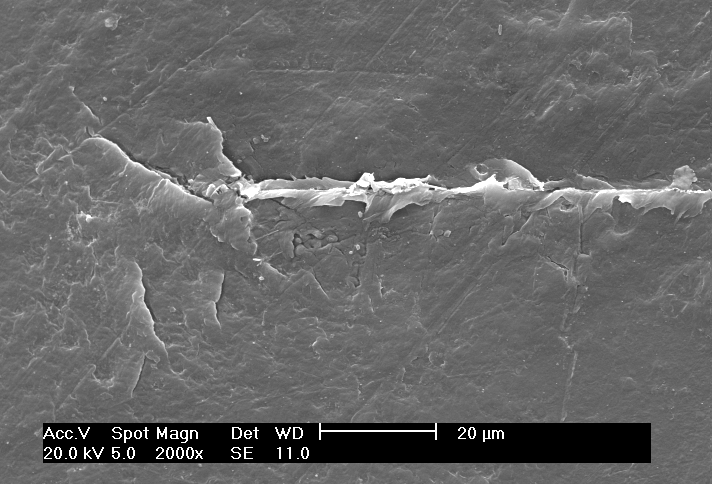 Acc.V Spot Magn Det WD 20 µm
20.0 kV 5.0 2000x SE 11.0